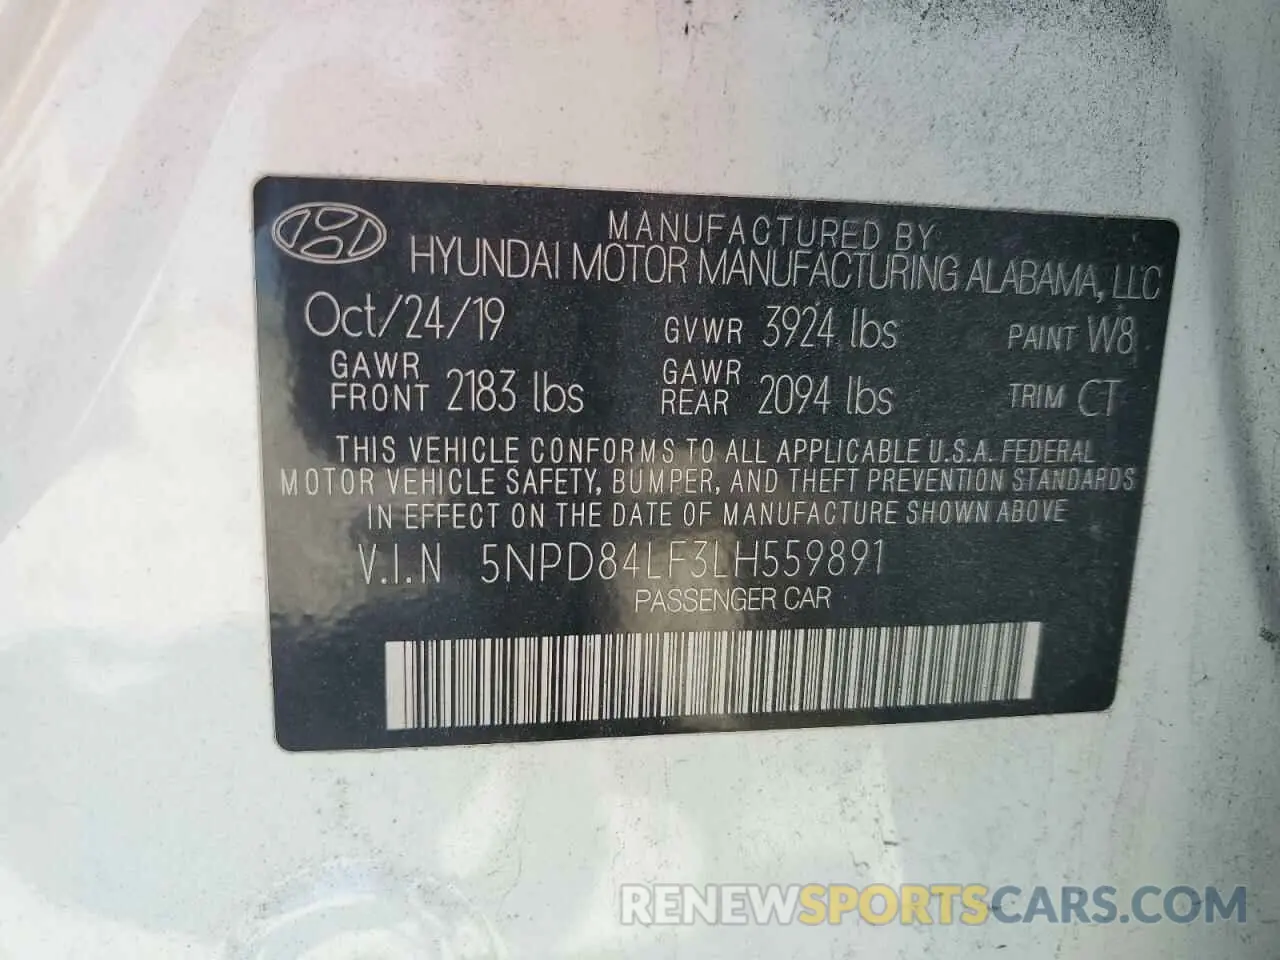 MANUFACTURED BY
HYUNDAI MOTOR MANUFACTURING ALABAMA, LLC
Oct/24/19 GVWR 3924 lbs PAINT W8
GAWR FRONT 2183 lbs GAWR REAR 2094 lbs TRIM CT
THIS VEHICLE CONFORMS TO ALL APPLICABLE U.S.A. FEDERAL
MOTOR VEHICLE SAFETY, BUMPER, AND THEFT PREVENTION STANDARDS
IN EFFECT ON THE DATE OF MANUFACTURE SHOWN ABOVE
V.I.N 5NPD84LF3LH559891
PASSENGER CAR
RENEWSPORTSCARS.COM